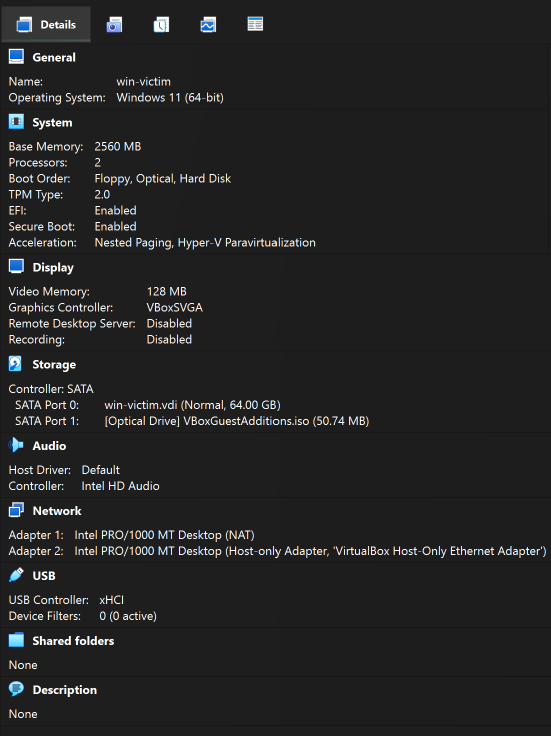 Details
General
Name: win-victim
Operating System: Windows 11 (64-bit)
System
Base Memory: 2560 MB
Processors: 2
Boot Order: Floppy, Optical, Hard Disk
TPM Type: 2.0
EFI: Enabled
Secure Boot: Enabled
Acceleration: Nested Paging, Hyper-V Paravirtualization
Display
Video Memory: 128 MB
Graphics Controller: VBoxSVGA
Remote Desktop Server: Disabled
Recording: Disabled
Storage
Controller: SATA
SATA Port 0: win-victim.vdi (Normal, 64.00 GB)
SATA Port 1: [Optical Drive] VBoxGuestAdditions.iso (50.74 MB)
Audio
Host Driver: Default
Controller: Intel HD Audio
Network
Adapter 1: Intel PRO/1000 MT Desktop (NAT)
Adapter 2: Intel PRO/1000 MT Desktop (Host-only Adapter, 'VirtualBox Host-Only Ethernet Adapter')
USB
USB Controller: xHCI
Device Filters: 0 (0 active)
Shared folders
None
Description
None